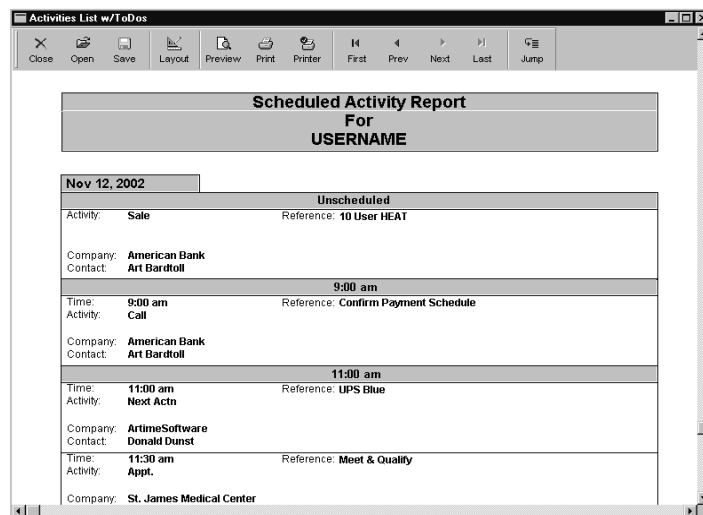 Activities List w/ToDos
Close Open Save Layout Preview Print Printer First Prev Next Last Jump
Scheduled Activity Report
For
USERNAME
Nov 12, 2002
Unscheduled
Activity: Sale Reference: 10 User HEAT
Company: American Bank
Contact: Art Bardtoll
9:00 am
Time: 9:00 am Reference: Confirm Payment Schedule
Activity: Call
Company: American Bank
Contact: Art Bardtoll
11:00 am
Time: 11:00 am Reference: UPS Blue
Activity: Next Actn
Company: ArtimeSoftware
Contact: Donald Dunst
Time: 11:30 am Reference: Meet & Qualify
Activity: Appt.
Company: St. James Medical Center